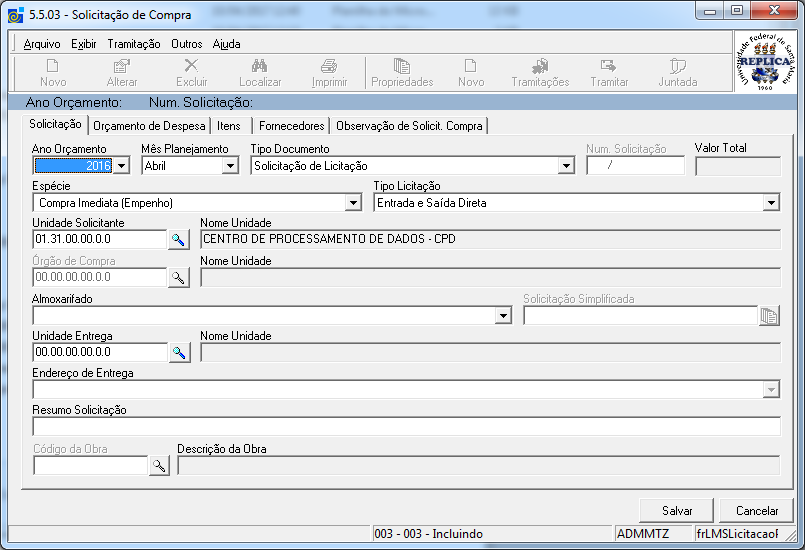 5.5.03 - Solicitação de Compra
Arquivo Exibir Tramitação Outros Ajuda
Novo Alterar Excluir Localizar Imprimir Propriedades Novo Tramitações Tramitar Juntada
Universidade Federal de Santa Maria
REPLICA
1960
Ano Orçamento: Num. Solicitação:
Solicitação Orçamento de Despesa Itens Fornecedores Observação de Solicit. Compra
Ano Orçamento Mês Planejamento Tipo Documento Num. Solicitação Valor Total
2016 Abril Solicitação de Licitação /
Espécie Tipo Licitação
Compra Imediata (Empenho) Entrada e Saída Direta
Unidade Solicitante Nome Unidade
01.31.00.00.0.0 CENTRO DE PROCESSAMENTO DE DADOS - CPD
Órgão de Compra Nome Unidade
00.00.00.00.0.0
Almoxarifado Solicitação Simplificada
Unidade Entrega Nome Unidade
00.00.00.00.0.0
Endereço de Entrega
Resumo Solicitação
Código da Obra Descrição da Obra
Salvar Cancelar
003 - 003 - Incluindo ADMMTZ frLMSLicitacaoF